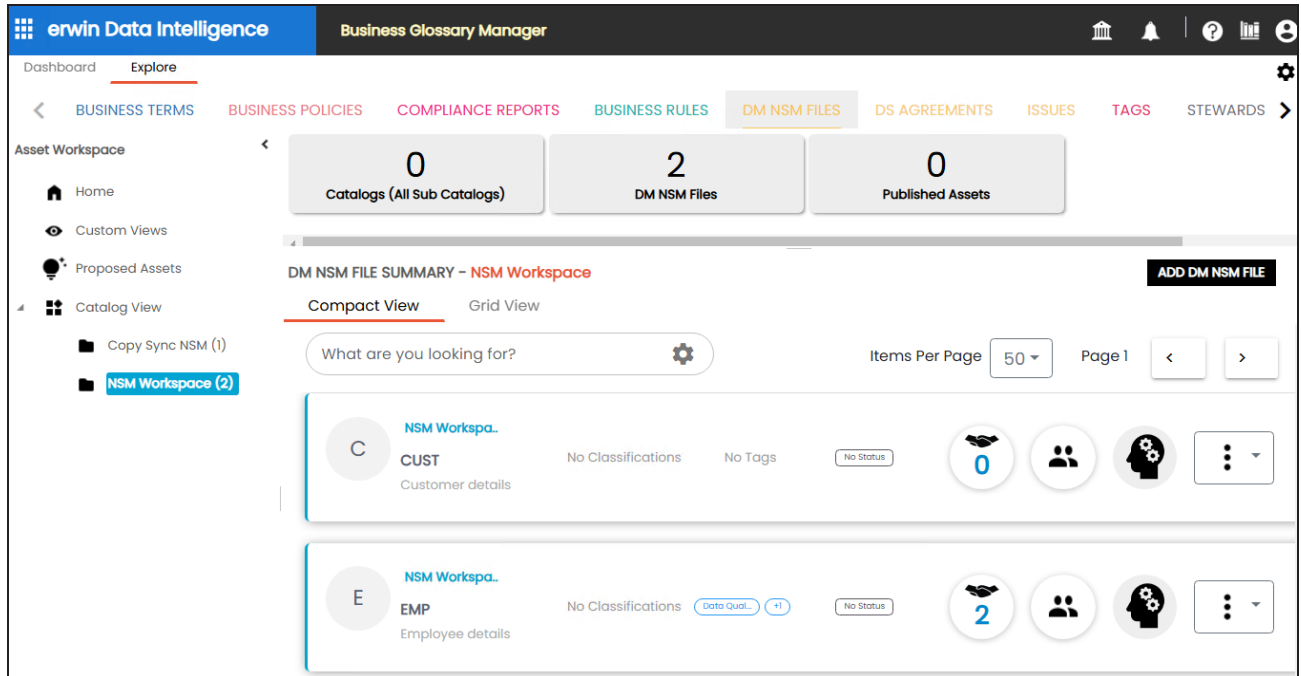 erwin Data Intelligence Business Glossary Manager
Dashboard Explore
BUSINESS TERMS BUSINESS POLICIES COMPLIANCE REPORTS BUSINESS RULES DM NSM FILES DS AGREEMENTS ISSUES TAGS STEWARDS
Asset Workspace
Home
Custom Views
Proposed Assets
Catalog View
Copy Sync NSM (1)
NSM Workspace (2)
0 2 0
Catalogs (All Sub Catalogs) DM NSM Files Published Assets
DM NSM FILE SUMMARY - NSM Workspace ADD DM NSM FILE
Compact View Grid View
What are you looking for? Items Per Page 50 Page 1 < >
NSM Workspa..
C CUST No Classifications No Tags No Status 0
Customer details
NSM Workspa..
E EMP No Classifications Data Qual... +1 No Status 2
Employee details